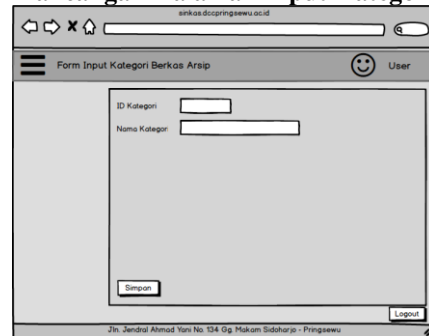 sinkas.dccpringsewu.ac.id
Form Input Kategori Berkas Arsip
User
ID Kategori
Nama Kategori
Simpan
Logout
Jln. Jendral Ahmad Yani No. 134 Gg. Makam Sidoharjo - Pringsewu